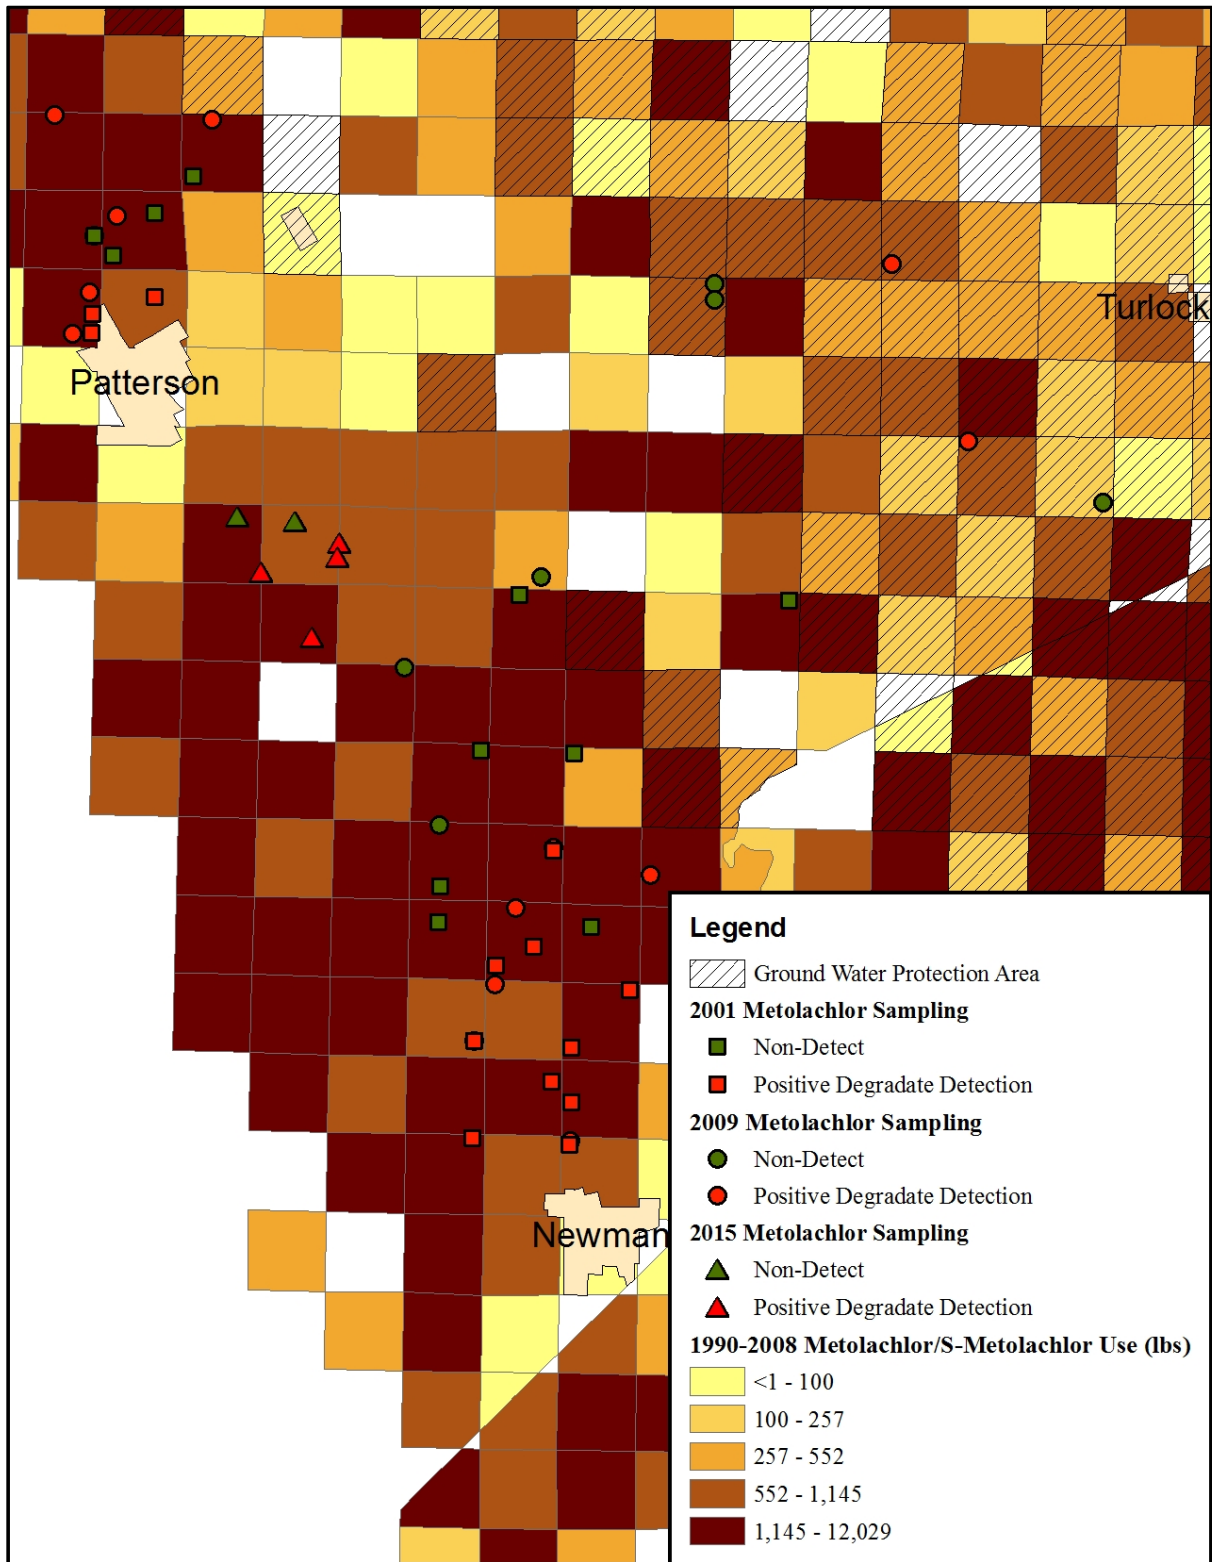 Turlock
Patterson
Newman
Legend
Ground Water Protection Area
2001 Metolachlor Sampling
Non-Detect
Positive Degradate Detection
2009 Metolachlor Sampling
Non-Detect
Positive Degradate Detection
2015 Metolachlor Sampling
Non-Detect
Positive Degradate Detection
1990-2008 Metolachlor/S-Metolachlor Use (lbs)
<1 - 100
100 - 257
257 - 552
552 - 1,145
1,145 - 12,029